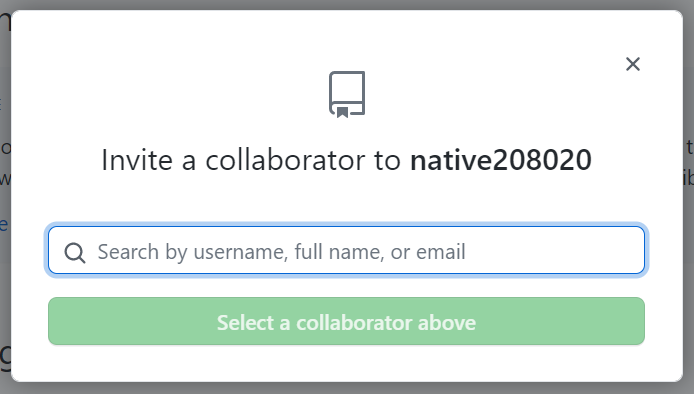 Invite a collaborator to native208020
Search by username, full name, or email
Select a collaborator above